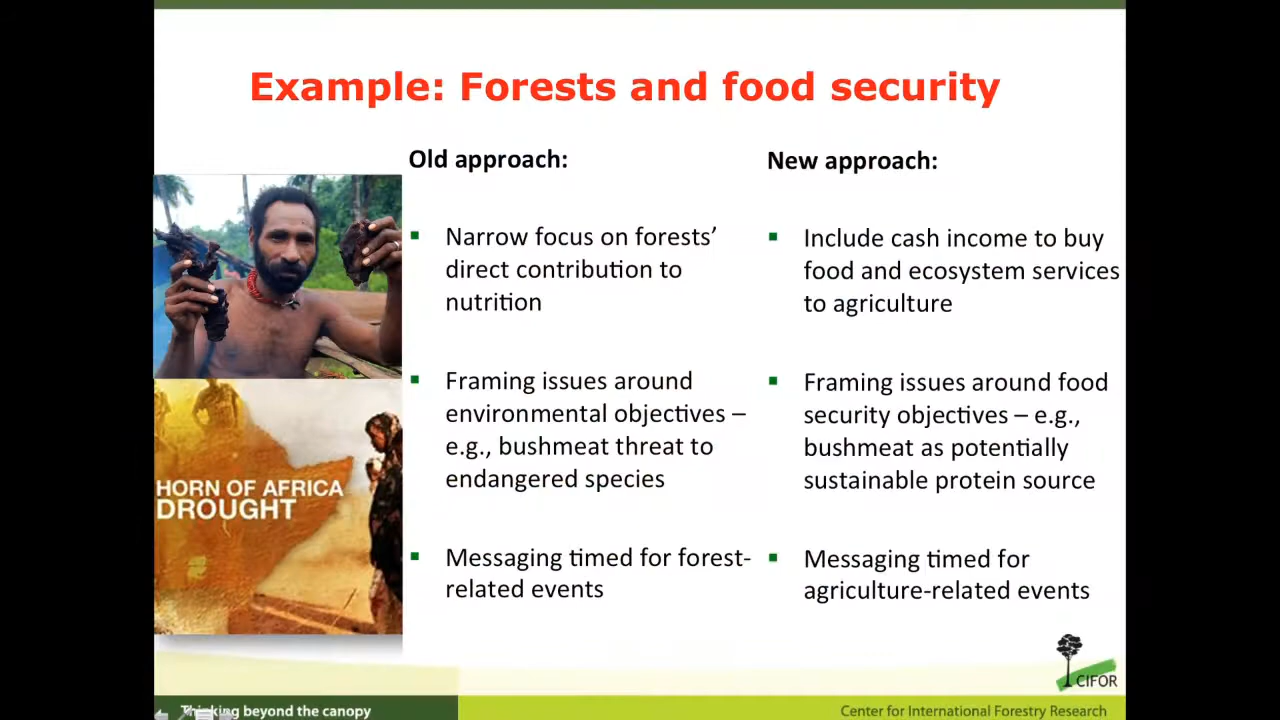 Example: Forests and food security
Old approach:
Narrow focus on forests’
direct contribution to
nutrition
Framing issues around
environmental objectives –
e.g., bushmeat threat to
endangered species
Messaging timed for forest-
related events
New approach:
Include cash income to buy
food and ecosystem services
to agriculture
Framing issues around food
security objectives – e.g.,
bushmeat as potentially
sustainable protein source
Messaging timed for
agriculture-related events
HORN OF AFRICA
DROUGHT
CIFOR
Thinking beyond the canopy
Center for International Forestry Research